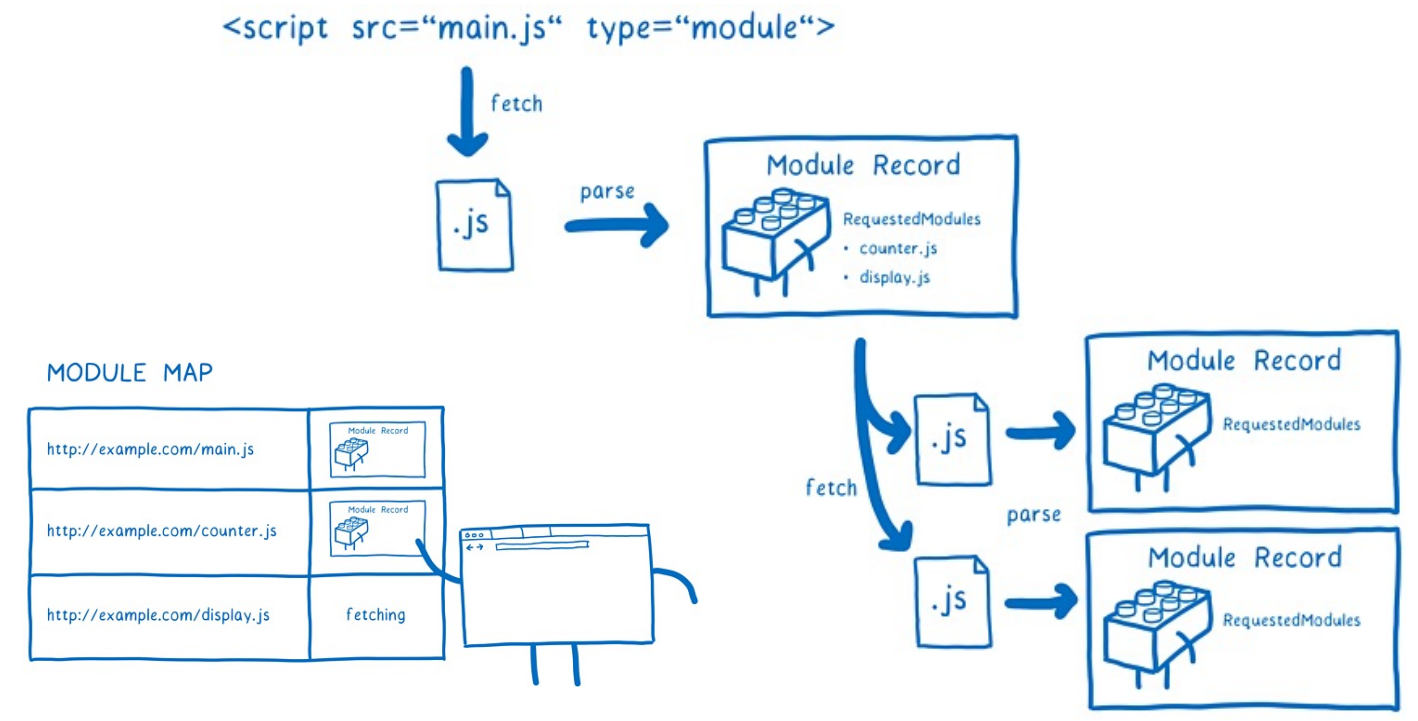 <script src=“main.js“ type=“module“>
fetch
.js
parse
Module Record
RequestedModules
• counter.js
• display.js
fetch
.js
.js
parse
Module Record
RequestedModules
Module Record
RequestedModules
MODULE MAP
http://example.com/main.js
Module Record
http://example.com/counter.js
Module Record
http://example.com/display.js
fetching